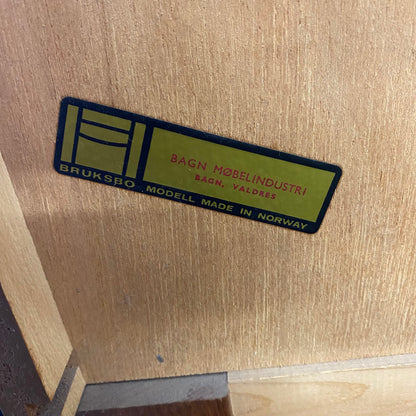 BAGN MØBELINDUSTRI
BAGN, VALDRES
BRUKSBO MODELL MADE IN NORWAY